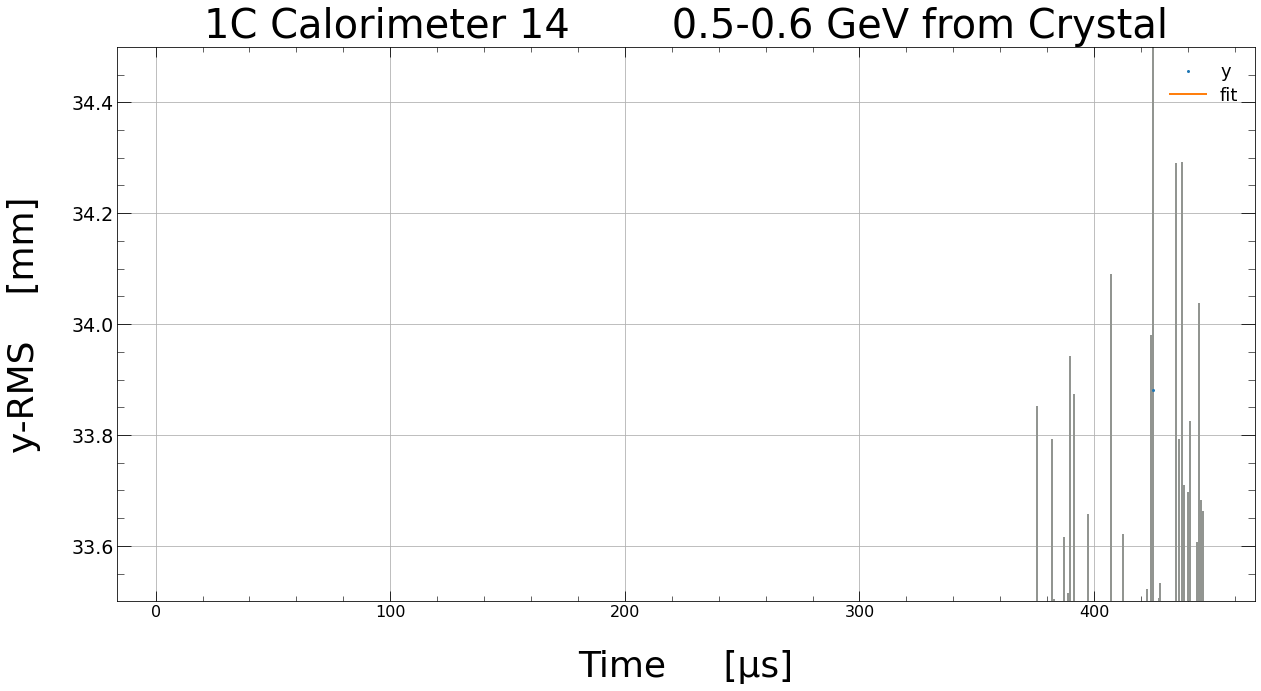 1C Calorimeter 14 0.5-0.6 GeV from Crystal
y
fit
34.4
34.2
34.0
33.8
33.6
y-RMS [mm]
0 100 200 300 400
Time [μs]